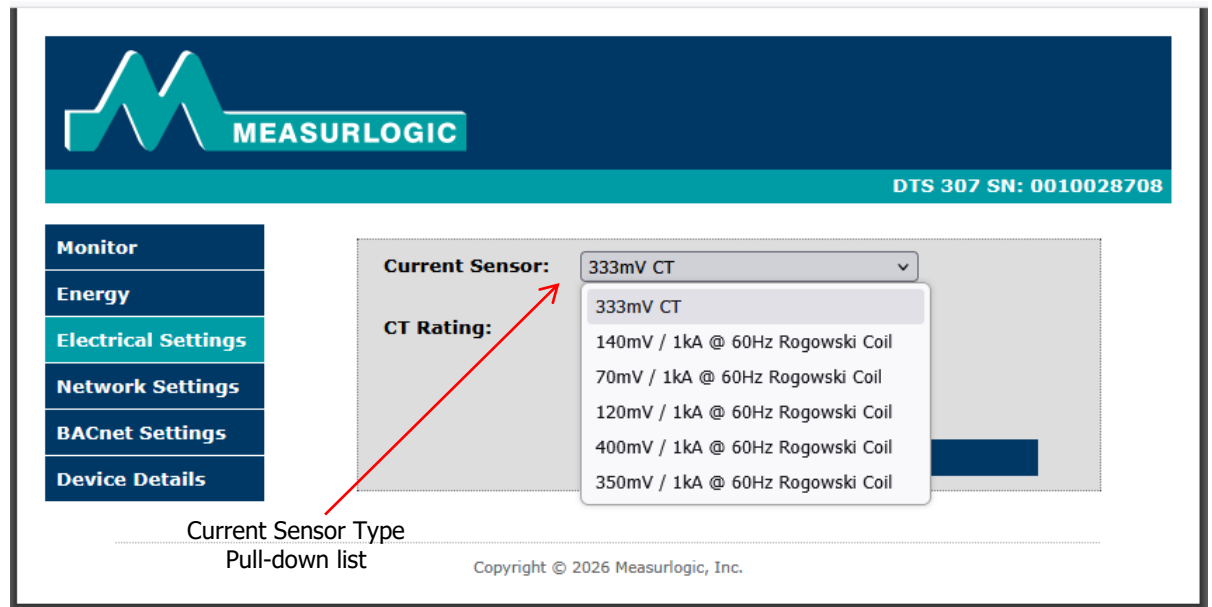 MEASURLOGIC
DTS 307 SN: 0010028708
Monitor
Energy
Electrical Settings
Network Settings
BACnet Settings
Device Details
Current Sensor:
333mV CT
CT Rating:
333mV CT
140mV / 1kA @ 60Hz Rogowski Coil
70mV / 1kA @ 60Hz Rogowski Coil
120mV / 1kA @ 60Hz Rogowski Coil
400mV / 1kA @ 60Hz Rogowski Coil
350mV / 1kA @ 60Hz Rogowski Coil
Current Sensor Type
Pull-down list
Copyright © 2026 Measurlogic, Inc.